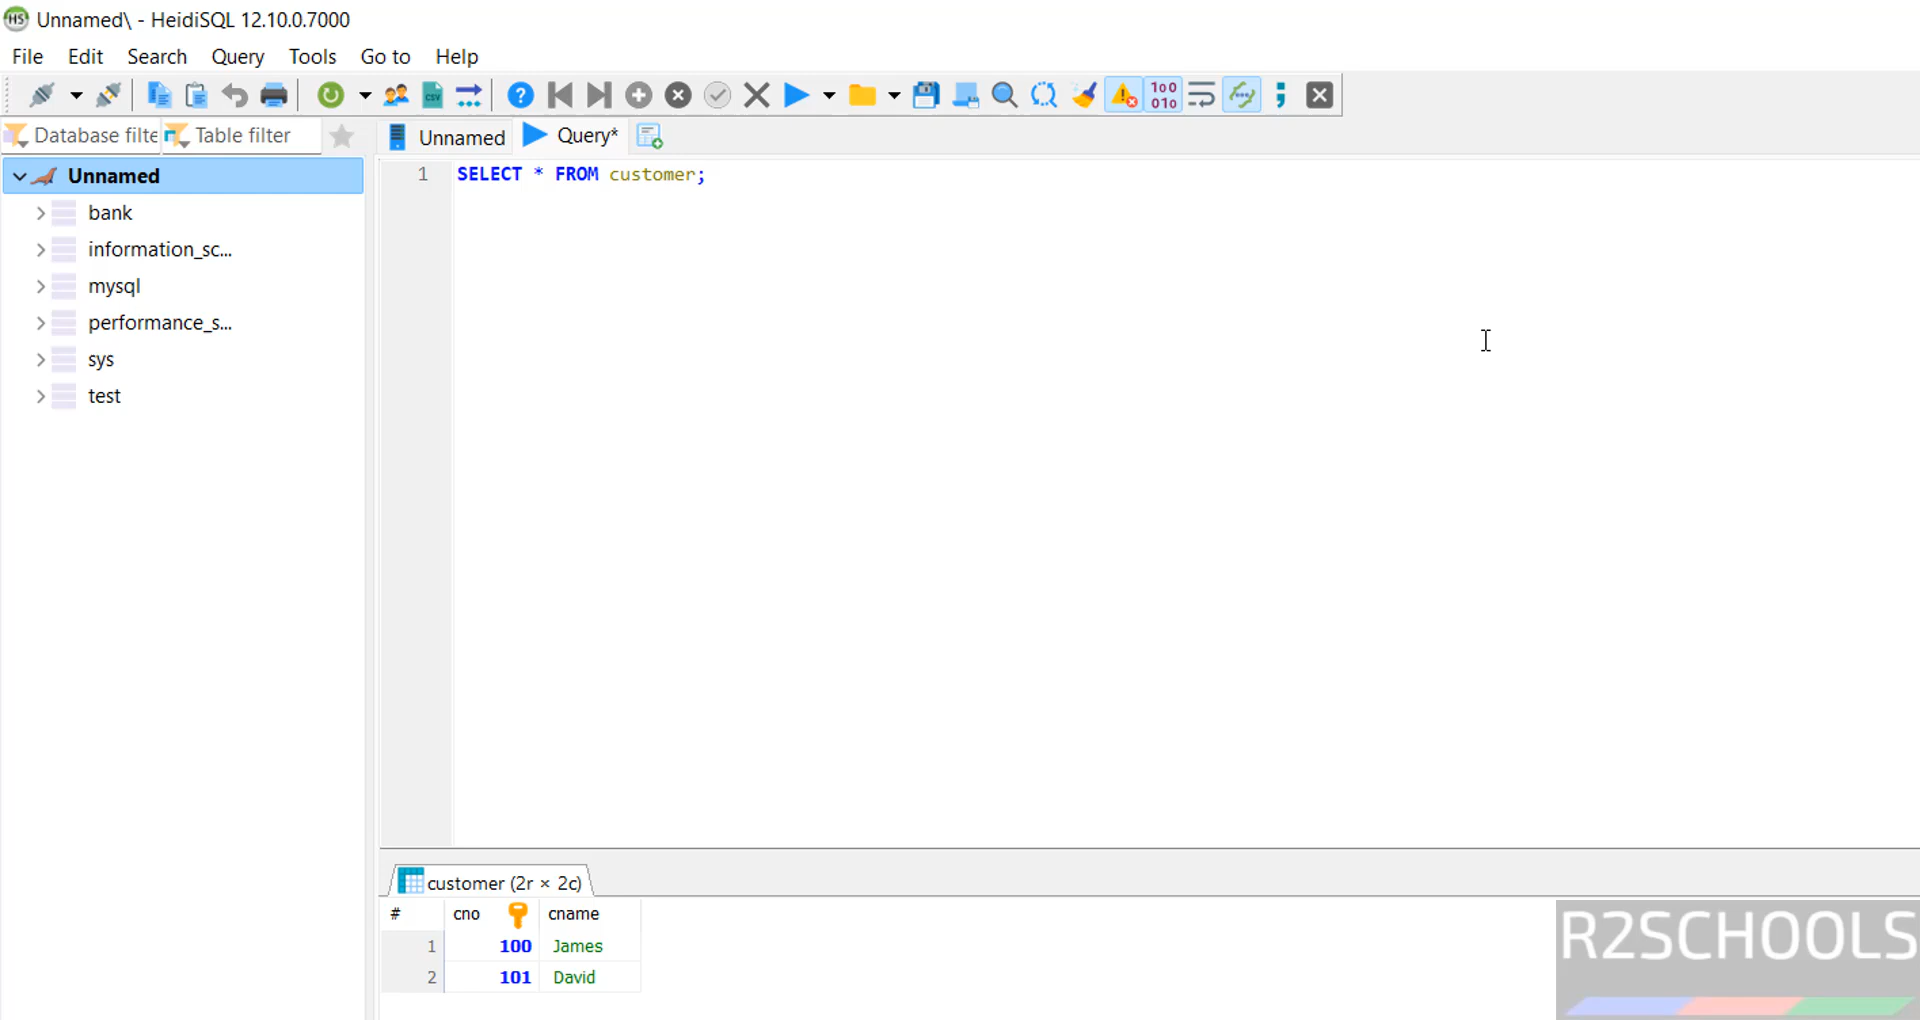 Unnamed\ - HeidiSQL 12.10.0.7000
File Edit Search Query Tools Go to Help
Database filte Table filter Unnamed Query*
Unnamed
bank
information_sc...
mysql
performance_s...
sys
test
1 SELECT * FROM customer;
customer (2r × 2c)
# cno cname
1 100 James
2 101 David
R2SCHOOLS